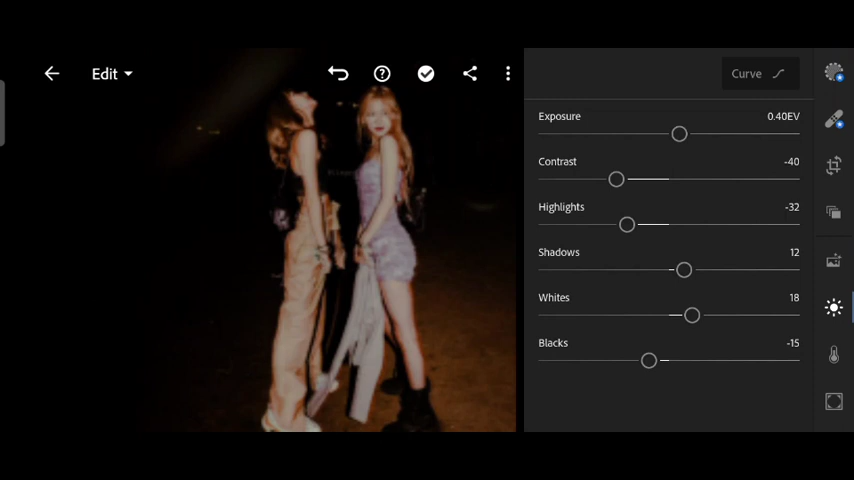 Edit
Curve
Exposure 0.40EV
Contrast -40
Highlights -32
Shadows 12
Whites 18
Blacks -15